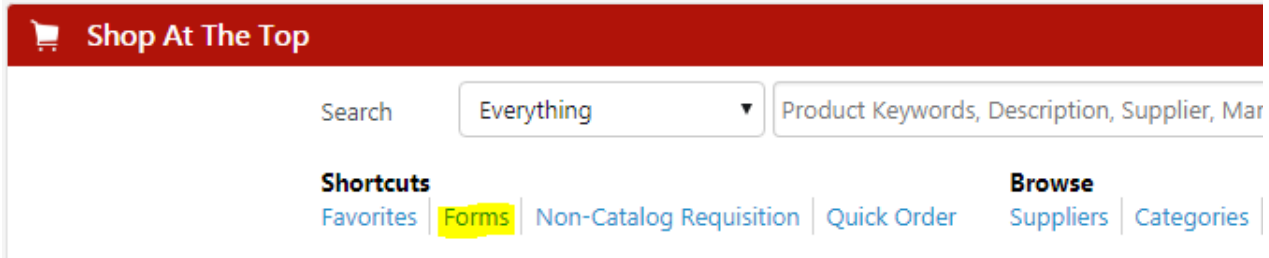 Shop At The Top
Search Everything Product Keywords, Description, Supplier, Mar
Shortcuts Browse
Favorites Forms Non-Catalog Requisition Quick Order Suppliers Categories